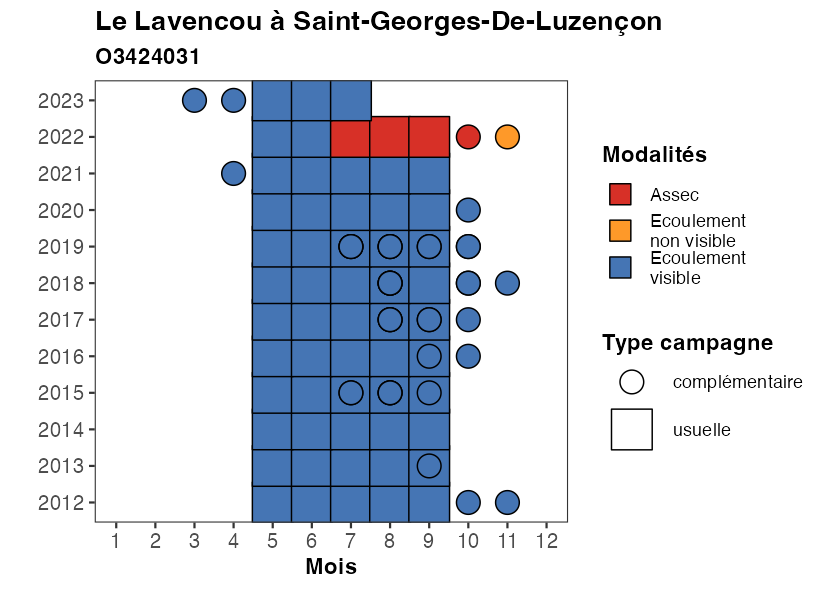 Le Lavencou à Saint-Georges-De-Luzençon
O3424031
2023
2022
2021
2020
2019
2018
2017
2016
2015
2014
2013
2012
1 2 3 4 5 6 7 8 9 10 11 12
Mois
Modalités
Assec
Ecoulement
non visible
Ecoulement
visible
Type campagne
complémentaire
usuelle